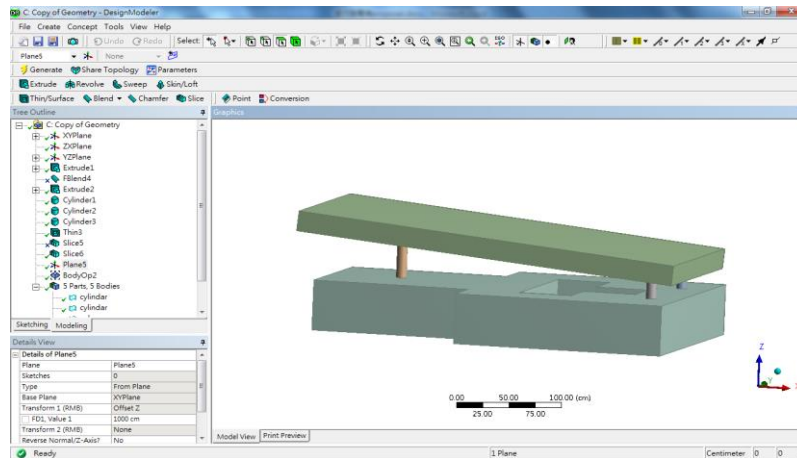 C: Copy of Geometry - DesignModeler
File Create Concept Tools View Help
Undo Redo Select:
Plane5 None
Generate Share Topology Parameters
Extrude Revolve Sweep Skin/Loft
Thin/Surface Blend Chamfer Slice Point Conversion
Tree Outline
Graphics
C: Copy of Geometry
XYPlane
ZXPlane
YZPlane
Extrude1
FBlend4
Extrude2
Cylinder1
Cylinder2
Cylinder3
Thin3
Slice5
Slice6
Plane5
BodyOp2
5 Parts, 5 Bodies
cylindar
cylindar
Sketching Modeling
Details View
Details of Plane5
Plane Plane5
Sketches 0
Type From Plane
Base Plane XYPlane
Transform 1 (RMB) Offset Z
FD1, Value 1 1000 cm
Transform 2 (RMB) None
Reverse Normal/Z-Axis? No
0.00 50.00 100.00 (cm)
25.00 75.00
Z
Y
X
Model View Print Preview
Ready 1 Plane Centimeter 0 0